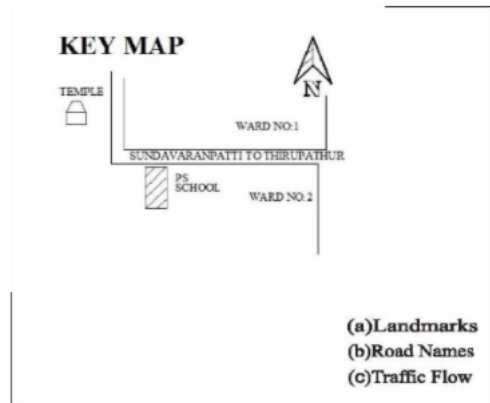 KEY MAP
N
TEMPLE
WARD NO:1
SUNDAVARANPATTI TO THIRUPATHUR
PS
SCHOOL
WARD NO:2
(a)Landmarks
(b)Road Names
(c)Traffic Flow